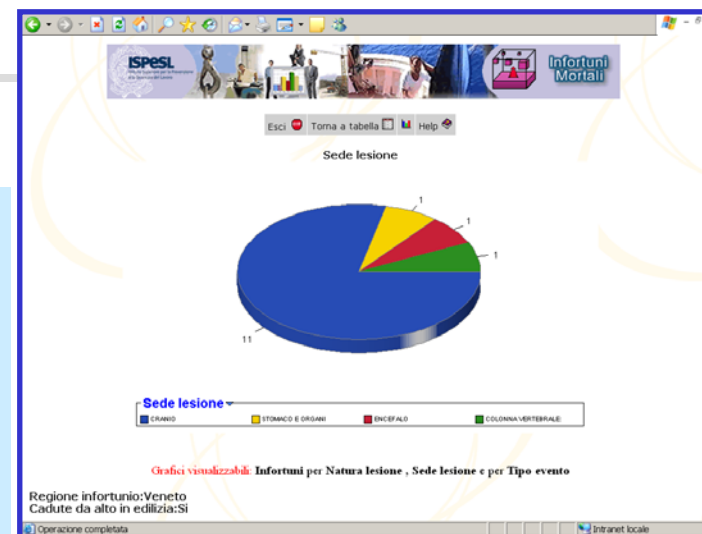 ISPESL
Infortuni
Mortali
Esci
Torna a tabella
Help
Sede lesione
1
1
1
11
Sede lesione
CRANIO
STOMACO E ORGANI
ENCEFALO
COLONNA VERTEBRALE
Grafici visualizzabili: Infortuni per Natura lesione , Sede lesione e per Tipo evento
Regione infortunio:Veneto
Cadute da alto in edilizia:Si
Operazione completata
Intranet locale